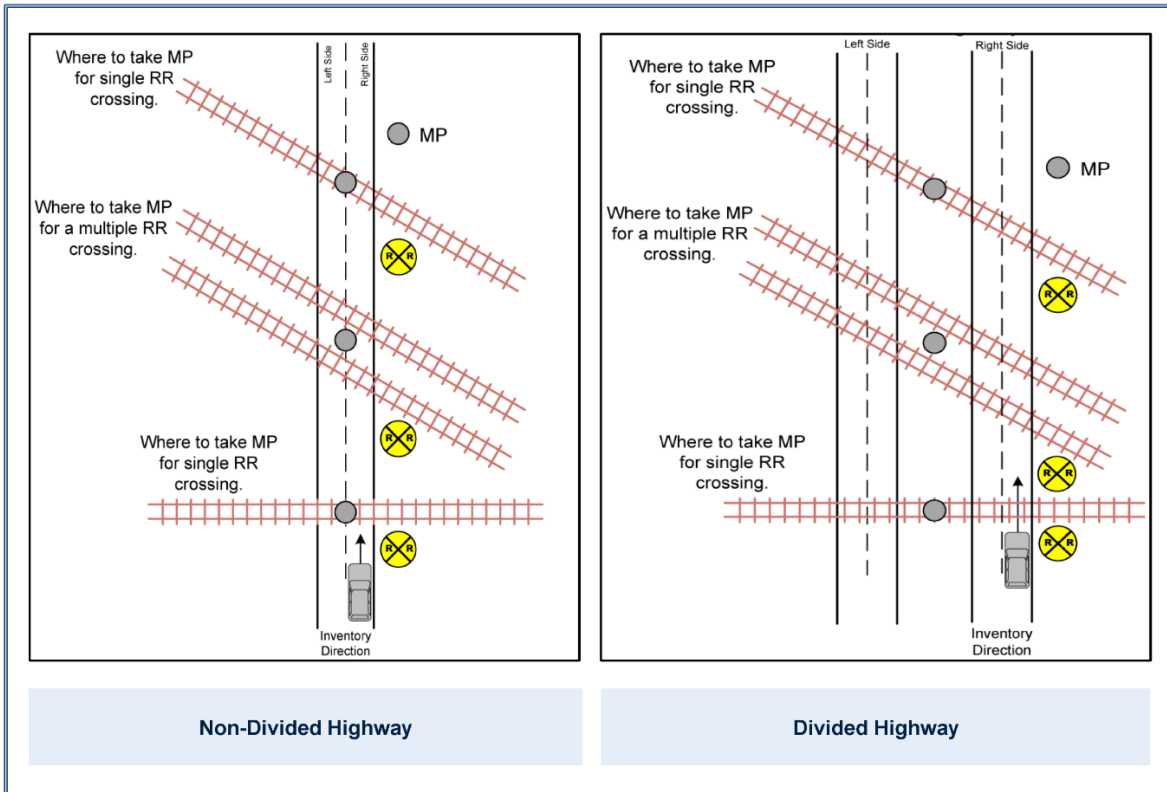 Where to take MP
for single RR
crossing.
Left Side
Right Side
MP
Where to take MP
for a multiple RR
crossing.
R R
R R
Where to take MP
for single RR
crossing.
R R
Inventory
Direction
Non-Divided Highway
Left Side
Right Side
Where to take MP
for single RR
crossing.
MP
Where to take MP
for a multiple RR
crossing.
R R
Where to take MP
for single RR
crossing.
R R
R R
Inventory
Direction
Divided Highway